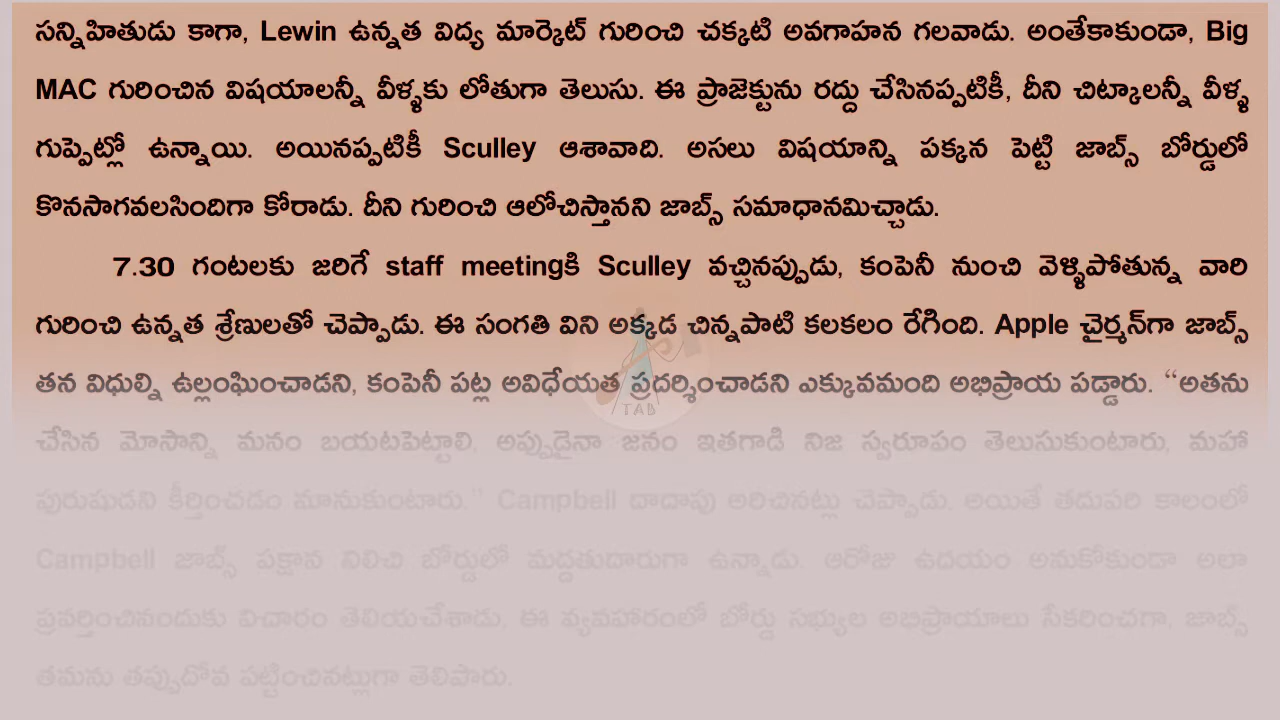 సన్నిహితుడు కాగా, Lewin ఉన్నత విద్య మార్కెట్ గురించి చక్కటి అవగాహన గలవాడు. అంతేకాకుండా, Big
MAC గురించిన విషయాలన్నీ వీళ్ళకు లోతుగా తెలుసు. ఈ ప్రాజెక్టును రద్దు చేసినప్పటికీ, దీని చిట్కాలన్నీ వీళ్ళ
గుప్పెట్లో ఉన్నాయి. అయినప్పటికీ Sculley ఆశావాది. అసలు విషయాన్ని పక్కన పెట్టి జాబ్స్ బోర్డులో
కొనసాగవలసిందిగా కోరాడు. దీని గురించి ఆలోచిస్తానని జాబ్స్ సమాధానమిచ్చాడు.
7.30 గంటలకు జరిగే staff meetingకి Sculley వచ్చినప్పుడు, కంపెనీ నుంచి వెళ్ళిపోతున్న వారి
గురించి ఉన్నత శ్రేణులతో చెప్పాడు. ఈ సంగతి విని అక్కడ చిన్నపాటి కలకలం రేగింది. Apple చైర్మన్‌గా జాబ్స్
తన విధుల్ని ఉల్లంఘించాడని, కంపెనీ పట్ల అవిధేయత ప్రదర్శించాడని ఎక్కువమంది అభిప్రాయ పడ్డారు. “అతను
చేసిన మోసాన్ని మనం బయటపెట్టాలి. అప్పుడైనా జనం ఇతగాడి నిజ స్వరూపం తెలుసుకుంటారు, మహా
పురుషుడని కీర్తించడం మానుకుంటారు.” Campbell దాదాపు అరిచినట్లు చెప్పాడు. అయితే తదుపరి కాలంలో
Campbell జాబ్స్ పక్షాన నిలిచి బోర్డులో మద్దతుదారుగా ఉన్నాడు. ఆరోజు ఉదయం అనుకోకుండా అలా
ప్రవర్తించినందుకు విచారం తెలియచేశాడు, ఈ వ్యవహారంలో బోర్డు సభ్యుల అభిప్రాయాలు సేకరించగా, జాబ్స్
తమను తప్పుదోవ పట్టించినట్లుగా తెలిపారు.
TAB